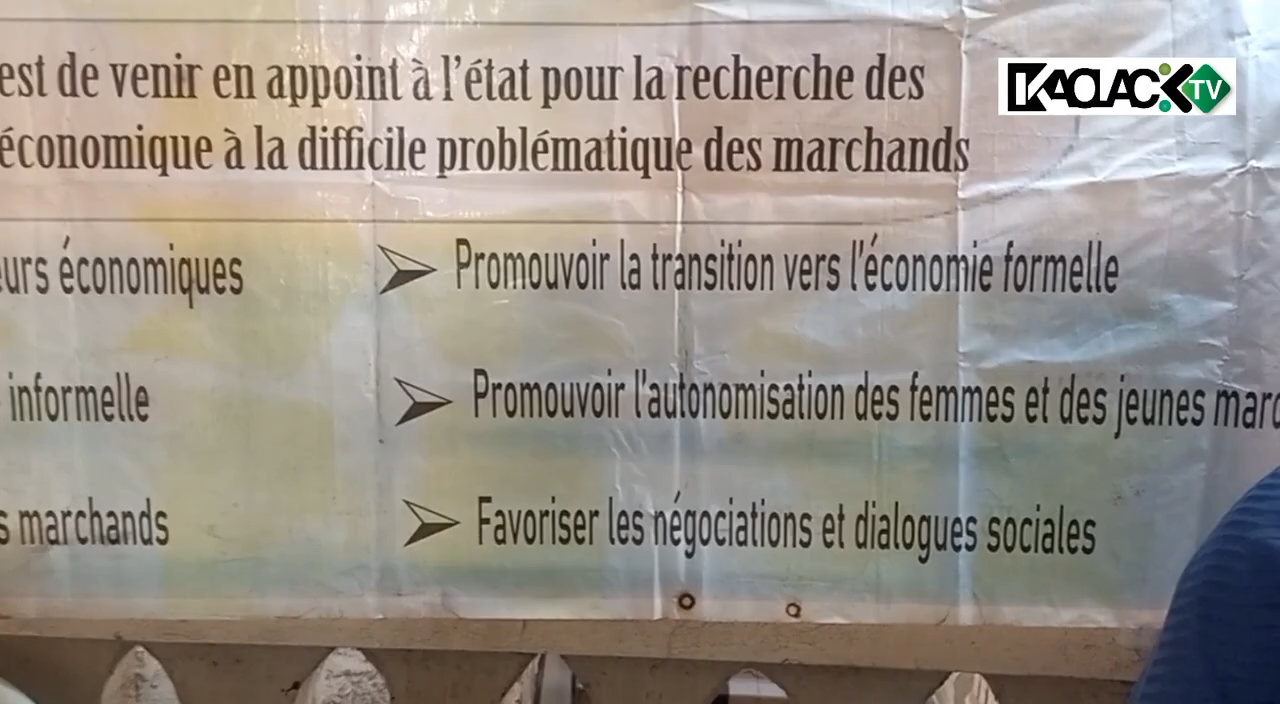 est de venir en appoint à l'état pour la recherche des
économique à la difficile problématique des marchands
économiques
Promouvoir la transition vers l'économie formelle
informelle
Promouvoir l'autonomisation des femmes et des jeunes
marchands
Favoriser les négociations et dialogues sociales
KAOLACK TV